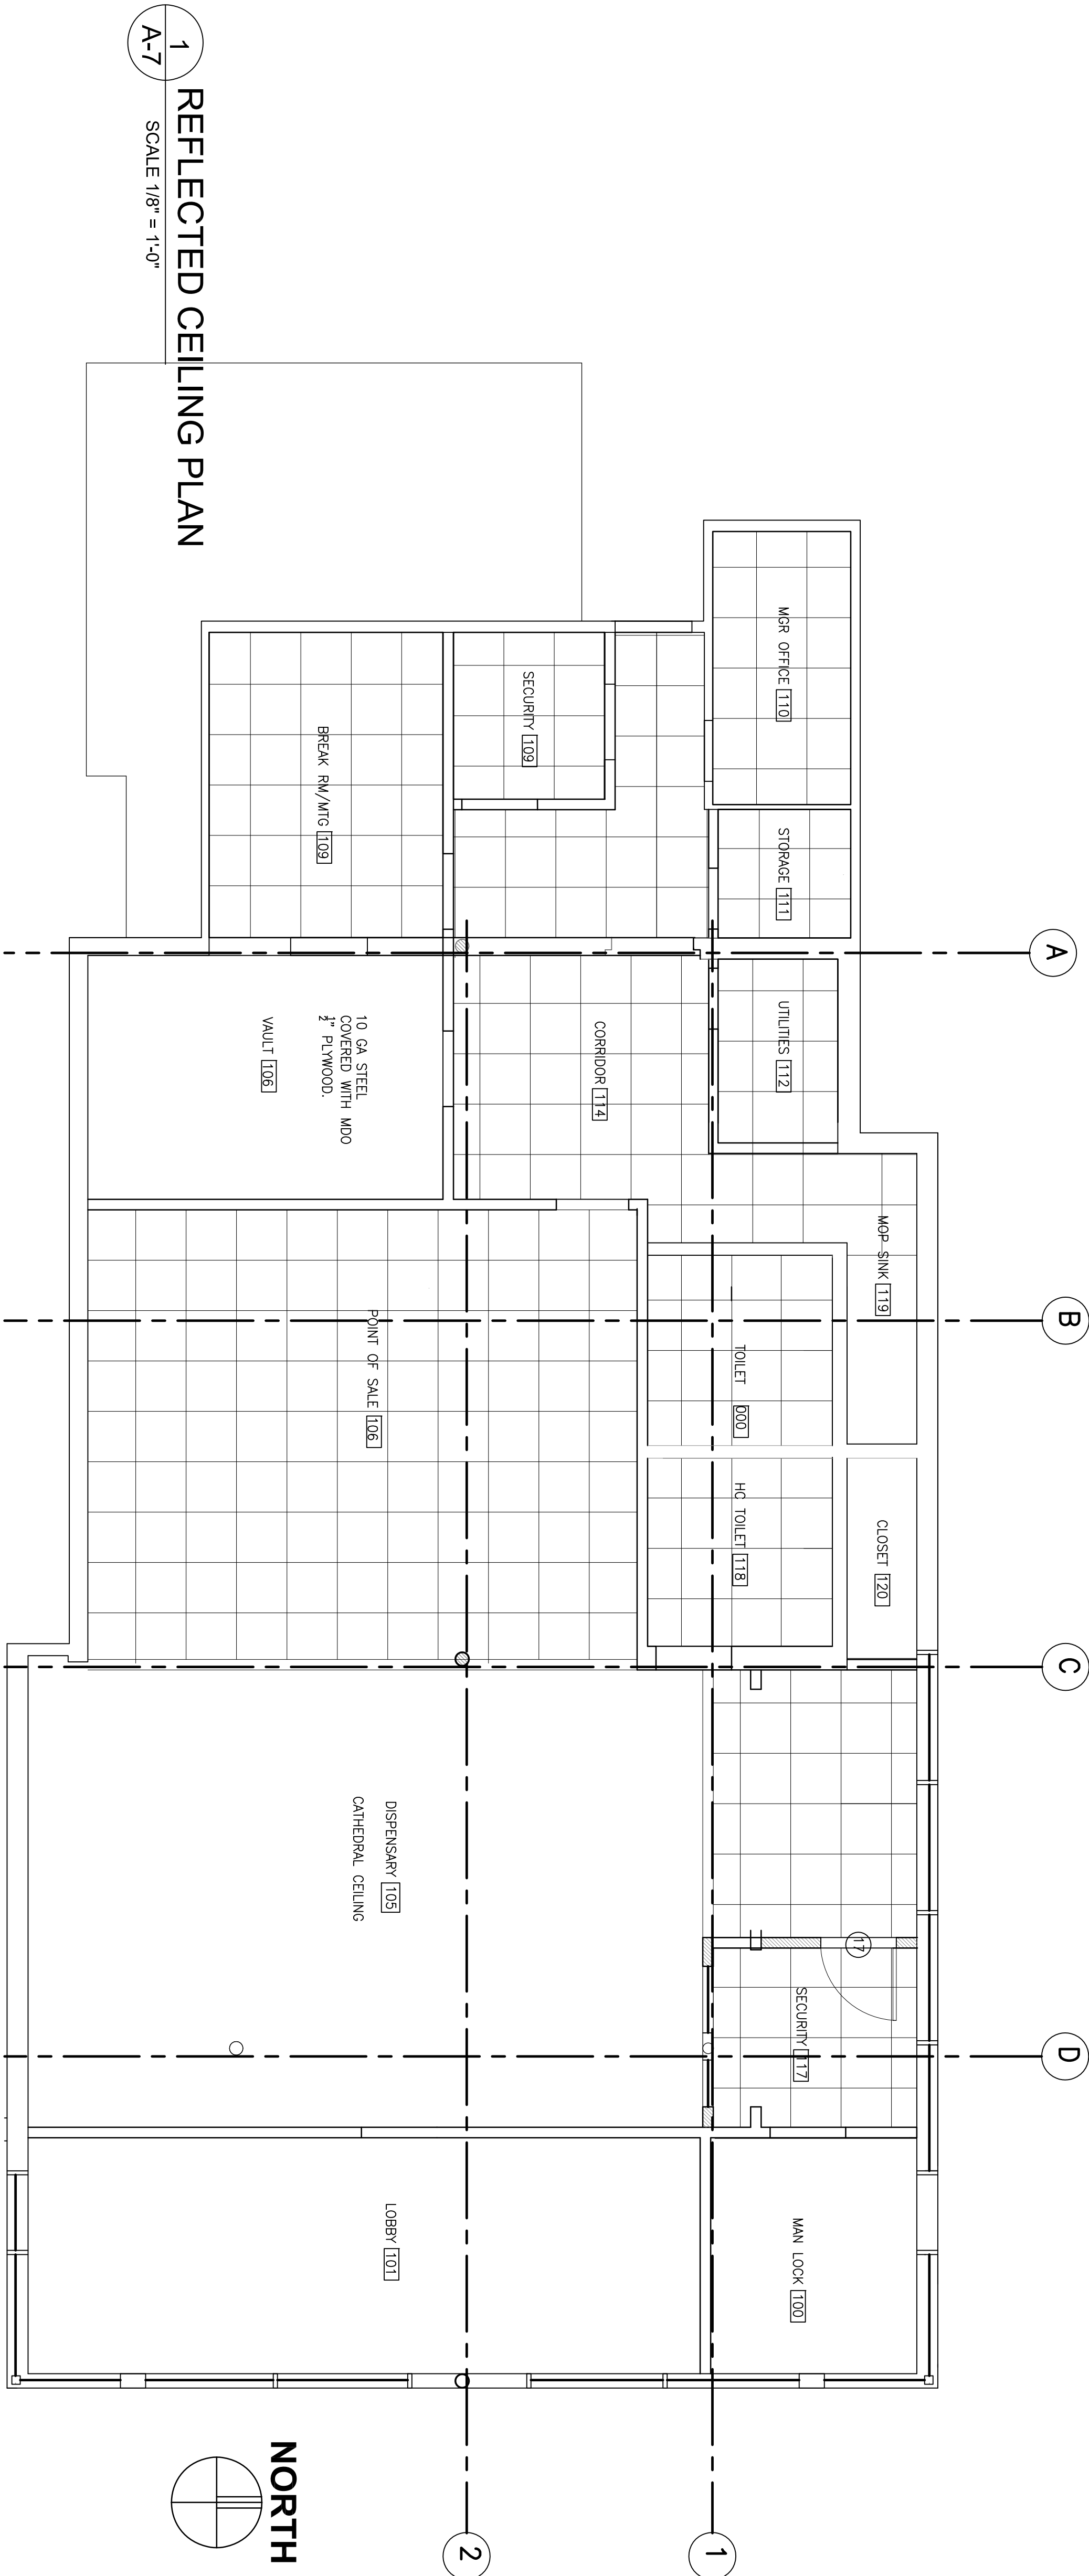 1
A-7
REFLECTED CEILING PLAN
SCALE 1/8" = 1'-0"
MGR OFFICE 110
SECURITY 109
BREAK RM/MTG 109
STORAGE 111
A
UTILITIES 112
CORRIDOR 114
10 GA STEEL
COVERED WITH MDO
1" PLYWOOD.
2
VAULT 106
MOP SINK 119
B
TOILET 000
POINT OF SALE 106
HC TOILET 118
CLOSET 120
C
DISPENSARY 105
CATHEDRAL CEILING
17
SECURITY 117
D
MAN LOCK 100
LOBBY 101
NORTH
2
1